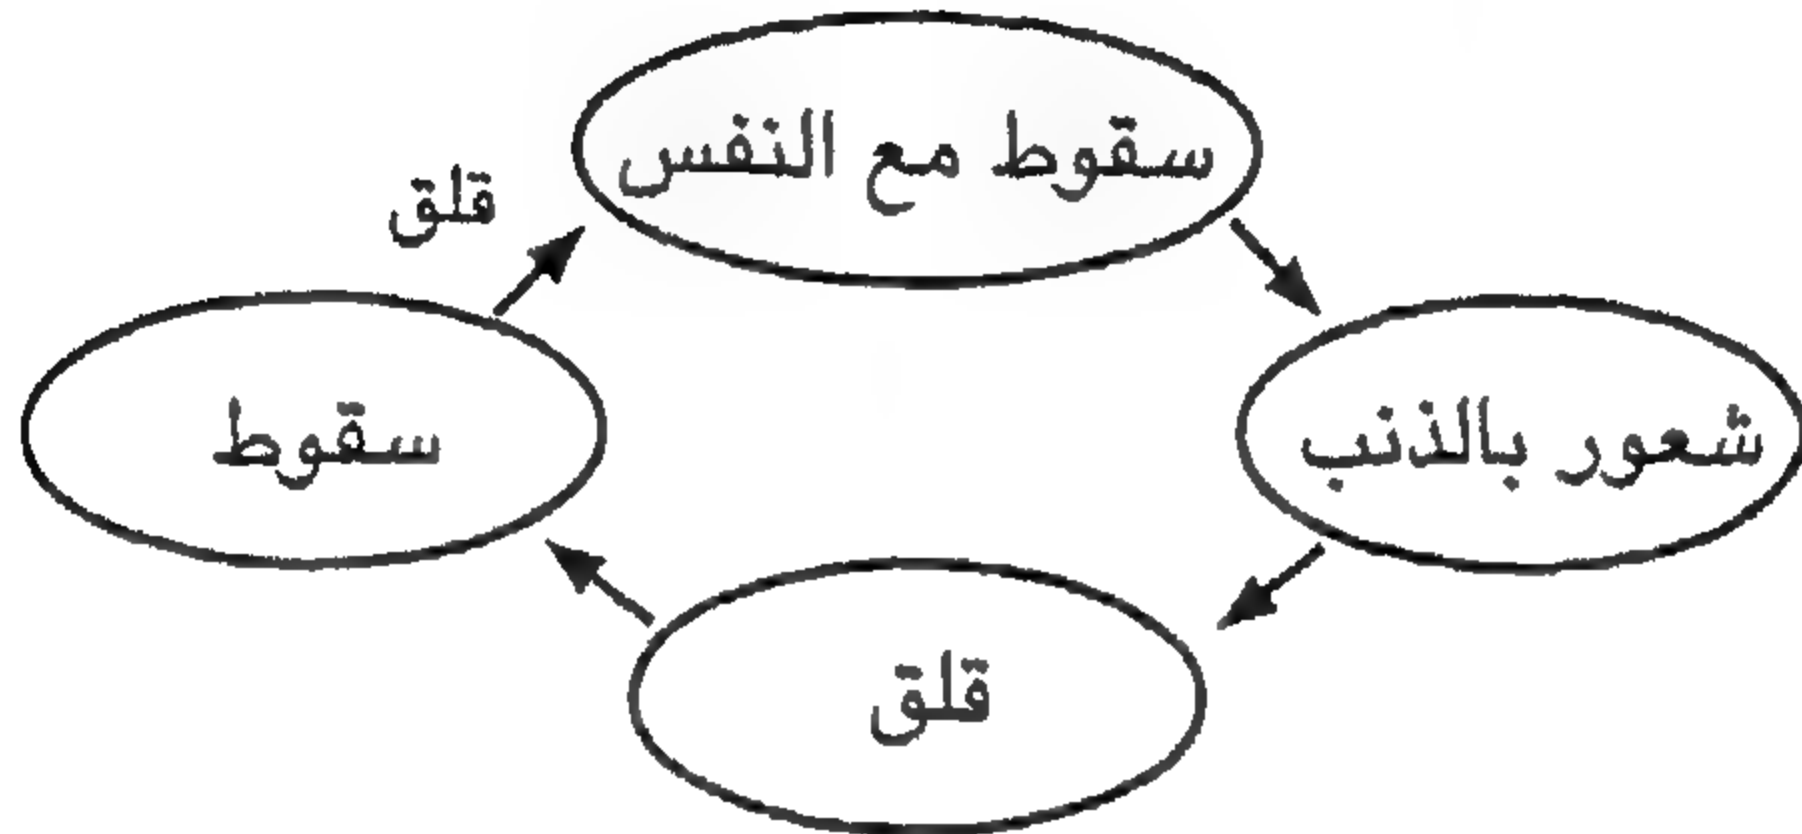 سقوط مع النفس
قلق
شعور بالذنب
سقوط
قلق